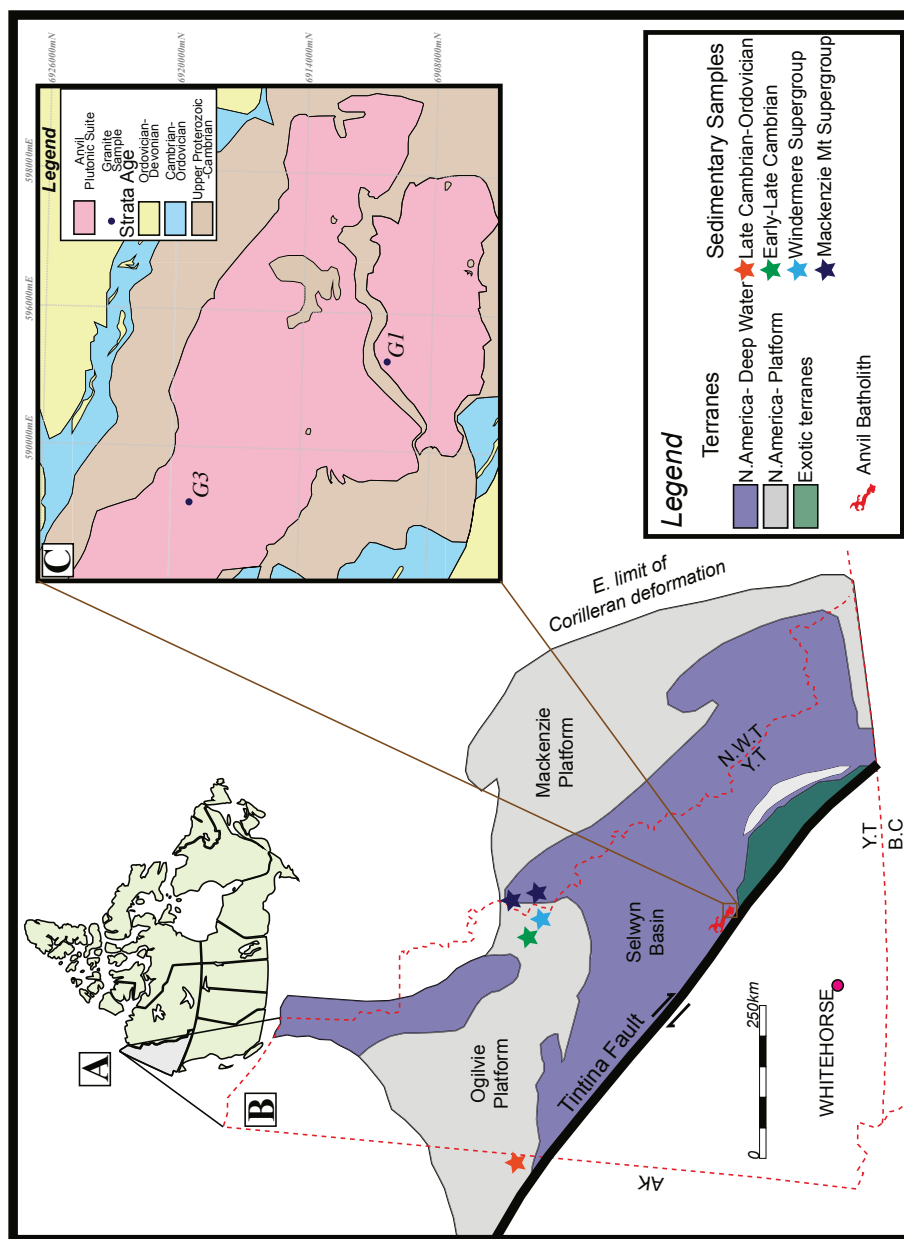 A
B
C
6926000mN
6920000mN
6914000mN
6908000mN
590000mE
596000mE
598000mE
G3
G1
Legend
Anvil
Plutonic Suite
Granite
Sample
Strata Age
Ordovician-
Devonian
Cambrian-
Ordovician
Upper Proterozoic
-Cambrian
E. limit of
Corilleran deformation
Mackenzie
Platform
N.W.T
Y.T
Ogilvie
Platform
Selwyn
Basin
Tintina Fault
AK
0
250km
WHITEHORSE
Y.T
B.C
Legend
Terranes
N.America- Deep Water
N.America- Platform
Exotic terranes
Anvil Batholith
Sedimentary Samples
Late Cambrian-Ordovician
Early-Late Cambrian
Windermere Supergroup
Mackenzie Mt Supergroup